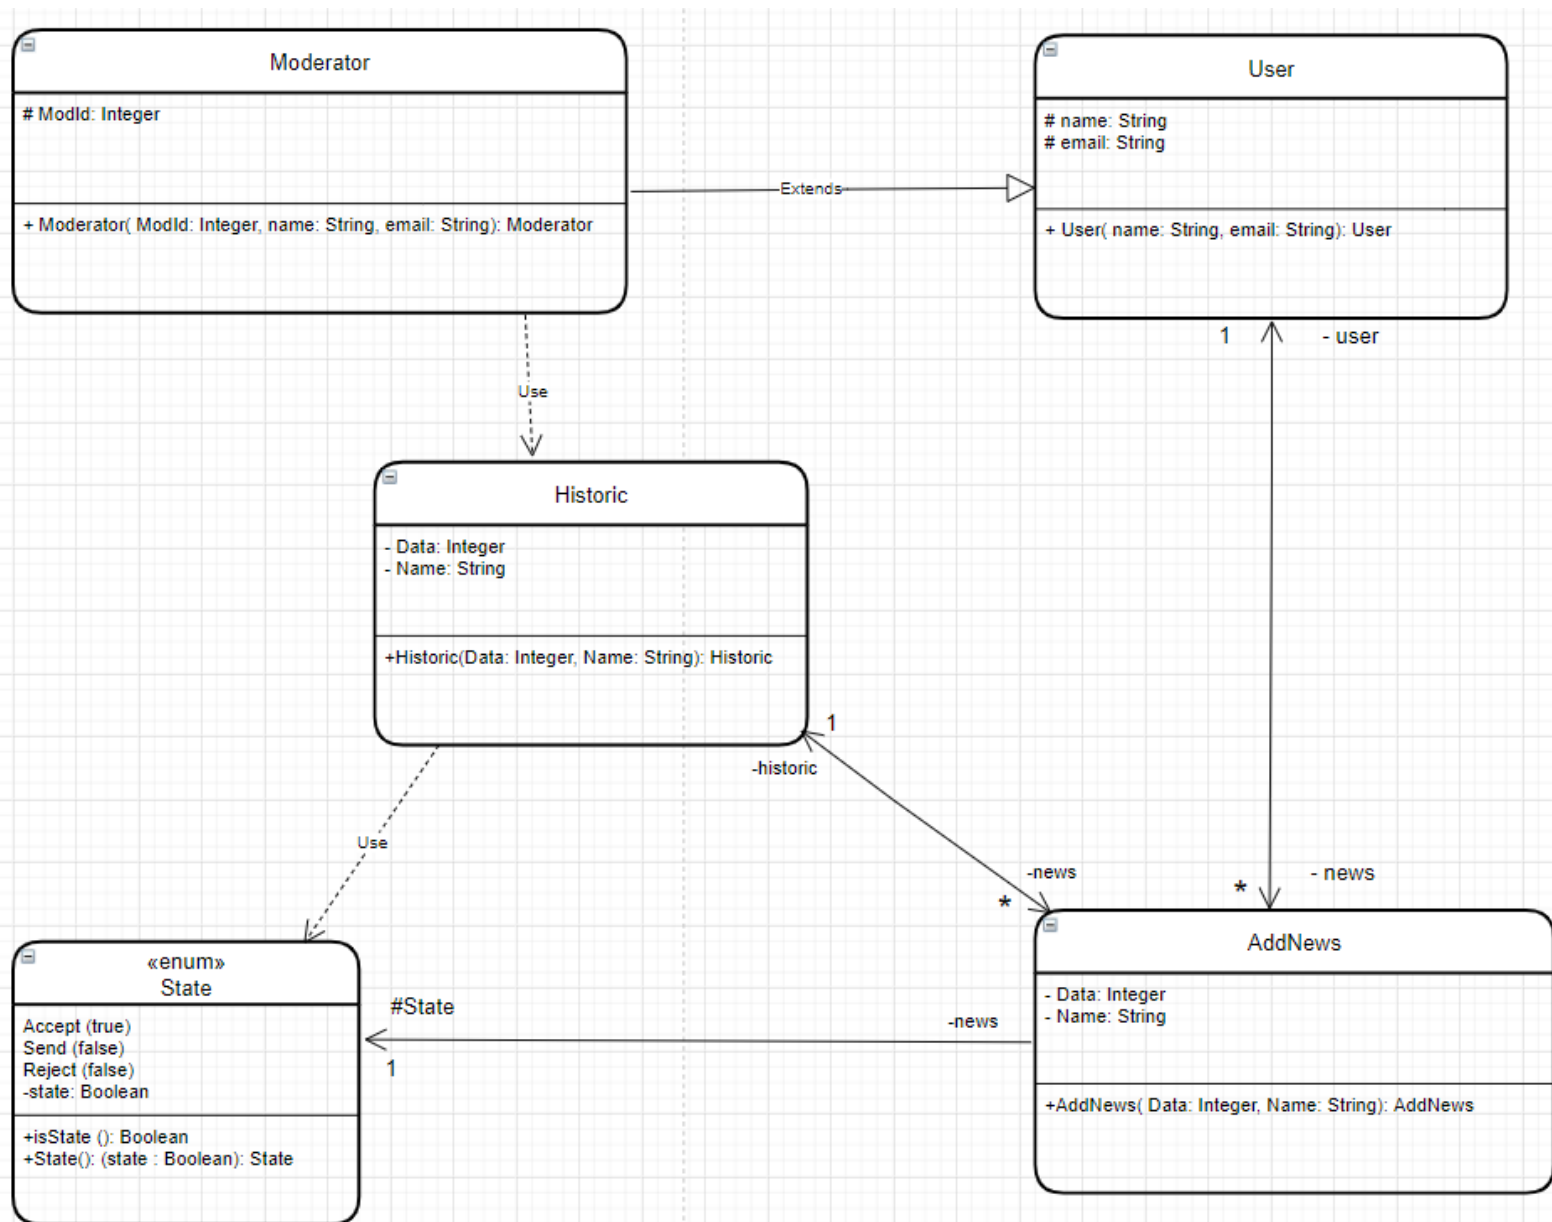 Moderator
# ModId: Integer
+ Moderator( ModId: Integer, name: String, email: String): Moderator
User
# name: String
# email: String
+ User( name: String, email: String): User
Extends
1
- user
Use
Historic
- Data: Integer
- Name: String
+Historic(Data: Integer, Name: String): Historic
1
-historic
Use
-news
*
- news
*
«enum»
State
Accept (true)
Send (false)
Reject (false)
-state: Boolean
+isState (): Boolean
+State(): (state : Boolean): State
#State
1
-news
AddNews
- Data: Integer
- Name: String
+AddNews( Data: Integer, Name: String): AddNews